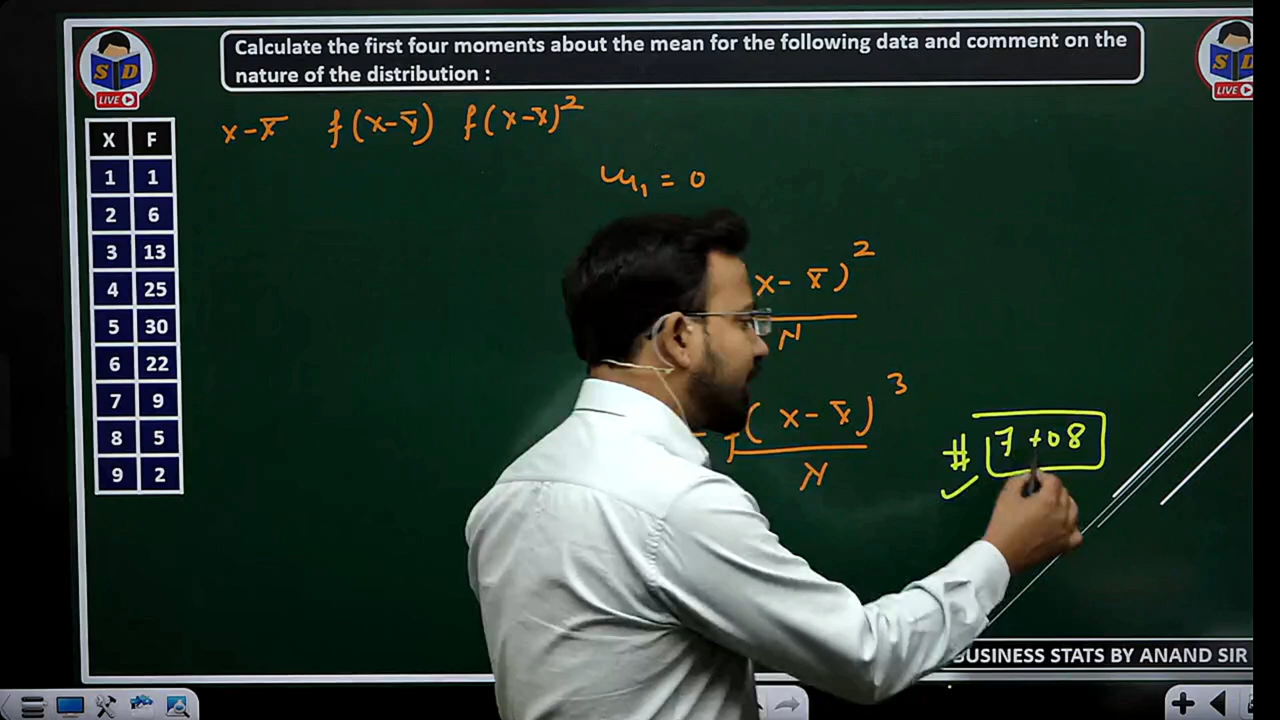 Calculate the first four moments about the mean for the following data and comment on the
nature of the distribution :
S D
LIVE
S
LIVE
x-x̄ f(x-x̄) f(x-x̄)²
X F
1 1
2 6
3 13
4 25
5 30
6 22
7 9
8 5
9 2
μ₁ = 0
x-x̄)²
N
f(x-x̄)³
N
# 7+08
BUSINESS STATS BY ANAND SIR